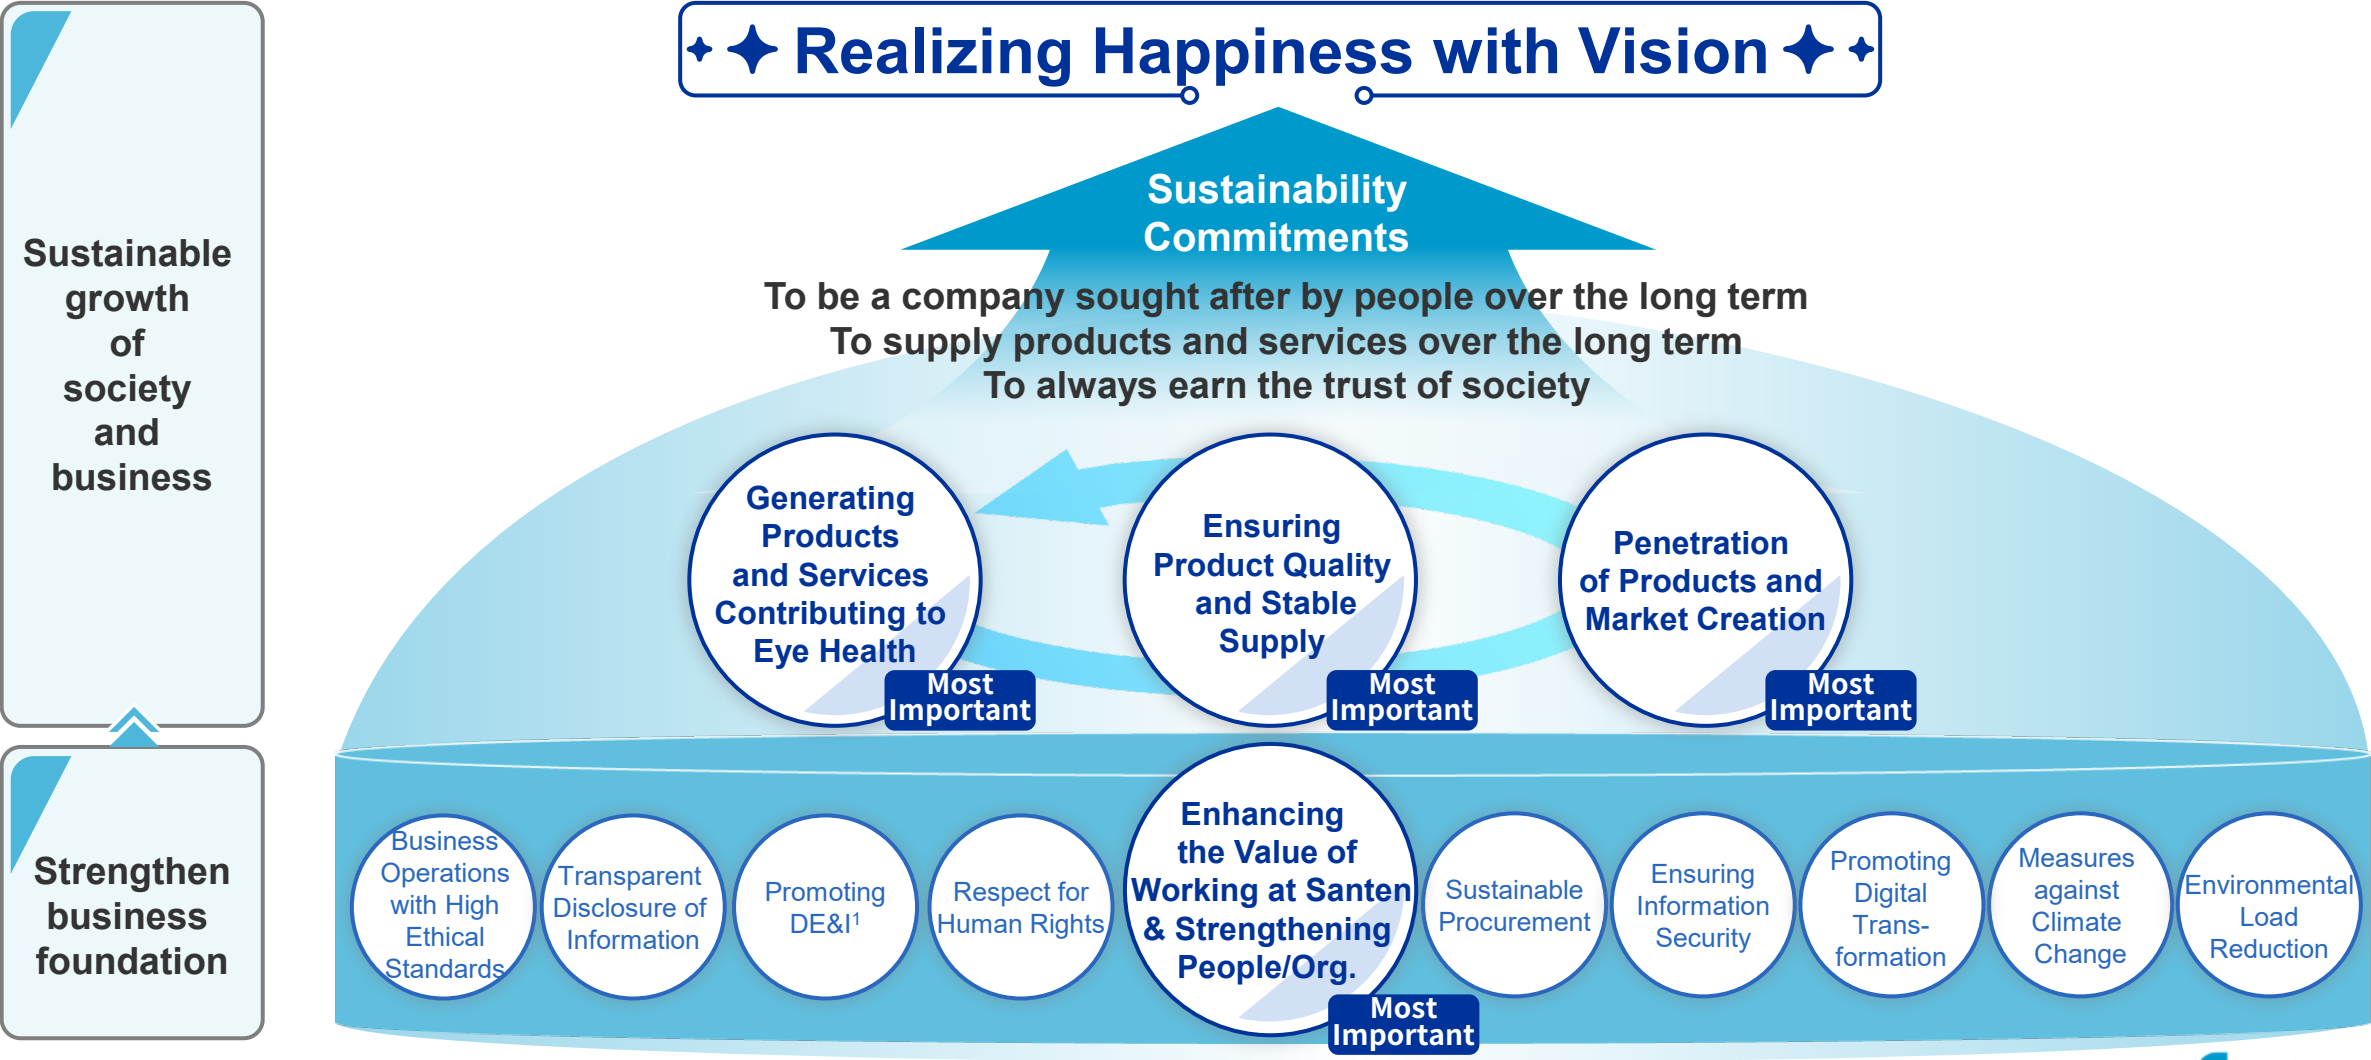 Realizing Happiness with Vision
Sustainable
growth
of
society
and
business
Sustainability
Commitments
To be a company sought after by people over the long term
To supply products and services over the long term
To always earn the trust of society
Generating
Products
and Services
Contributing to
Eye Health
Most
Important
Ensuring
Product Quality
and Stable
Supply
Most
Important
Penetration
of Products and
Market Creation
Most
Important
Strengthen
business
foundation
Business
Operations
with High
Ethical
Standards
Transparent
Disclosure of
Information
Promoting
DE&I¹
Respect for
Human Rights
Enhancing
the Value of
Working at Santen
& Strengthening
People/Org.
Most
Important
Sustainable
Procurement
Ensuring
Information
Security
Promoting
Digital
Trans-
formation
Measures
against
Climate
Change
Environmental
Load
Reduction